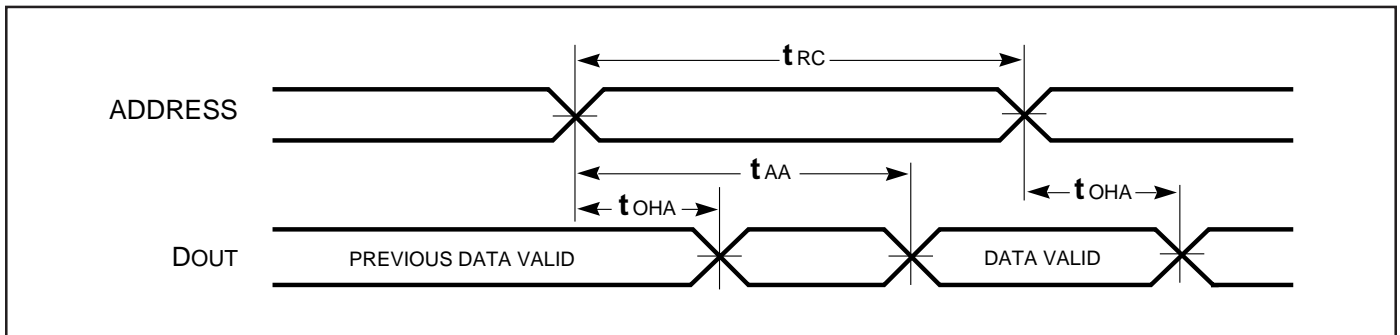 tRC
ADDRESS
tAA
tOHA
tOHA
DOUT
PREVIOUS DATA VALID
DATA VALID